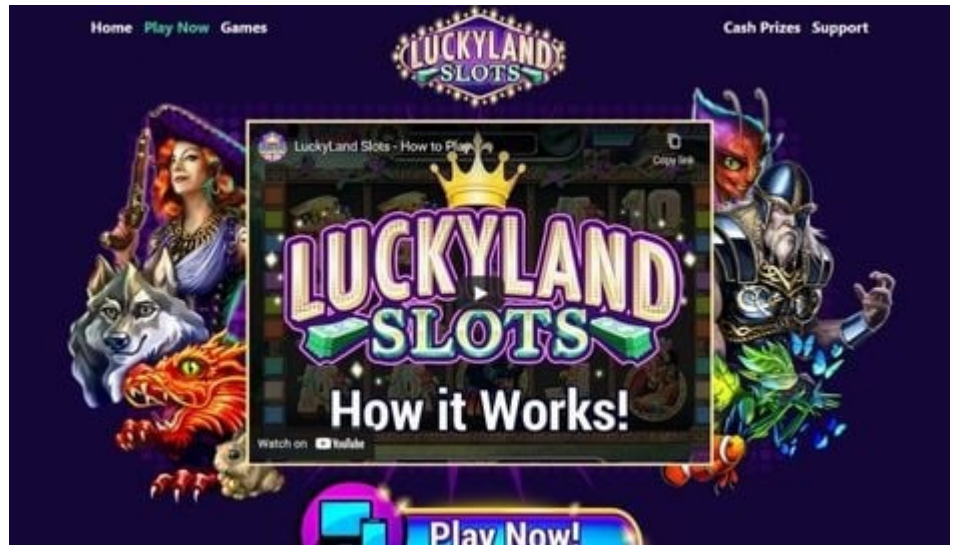 Home Play Now Games
Cash Prizes Support
LUCKYLAND
SLOTS
LuckyLand Slots - How to Play
Copy link
10
LUCKYLAND
SLOTS
How it Works!
Watch on YouTube
Play Now!